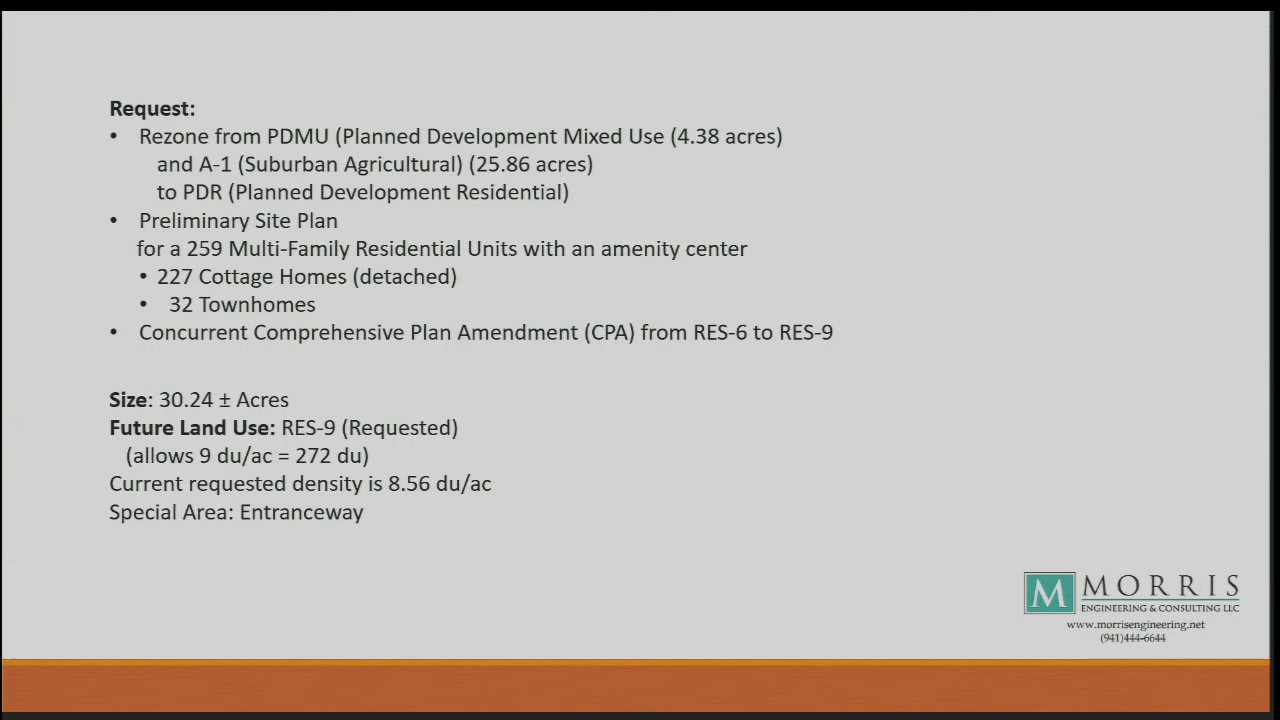 Request:
• Rezone from PDMU (Planned Development Mixed Use (4.38 acres)
and A-1 (Suburban Agricultural) (25.86 acres)
to PDR (Planned Development Residential)
• Preliminary Site Plan
for a 259 Multi-Family Residential Units with an amenity center
• 227 Cottage Homes (detached)
• 32 Townhomes
• Concurrent Comprehensive Plan Amendment (CPA) from RES-6 to RES-9
Size: 30.24 ± Acres
Future Land Use: RES-9 (Requested)
(allows 9 du/ac = 272 du)
Current requested density is 8.56 du/ac
Special Area: Entranceway
M MORRIS
ENGINEERING & CONSULTING LLC
www.morrisengineering.net
(941)444-6644